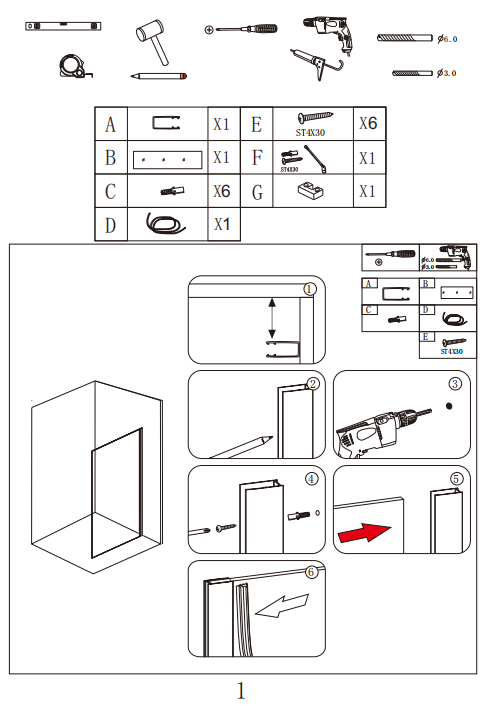 Ø6.0
Ø3.0
A X1 E ST4X30 X6
B X1 F ST4X30 X1
C X6 G X1
D X1
Ø6.0
Ø3.0
A B
C D
E
ST4X30
1
2
3
4
5
6
1